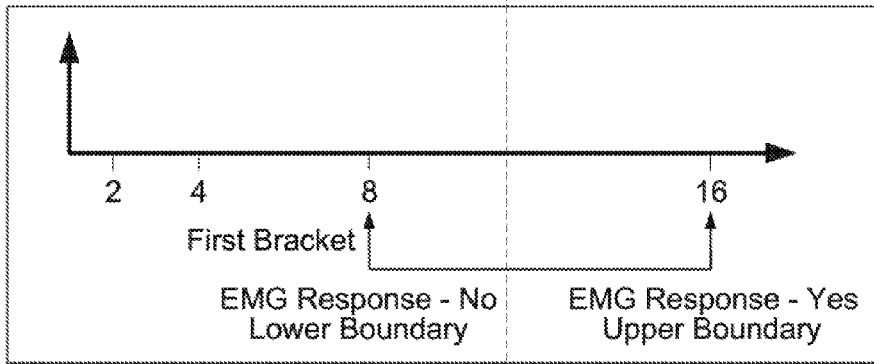 2 4 8 16
First Bracket
EMG Response - No EMG Response - Yes
Lower Boundary Upper Boundary